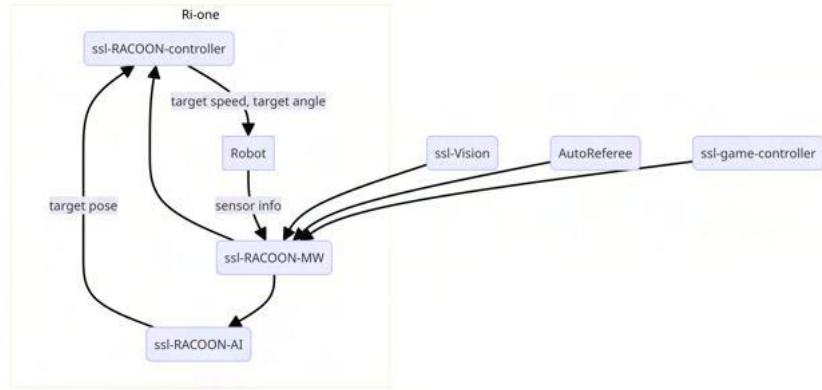 Ri-one
ssl-RACOON-controller
target speed, target angle
Robot
ssl-Vision
AutoReferee
ssl-game-controller
target pose
sensor info
ssl-RACOON-MW
ssl-RACOON-AI